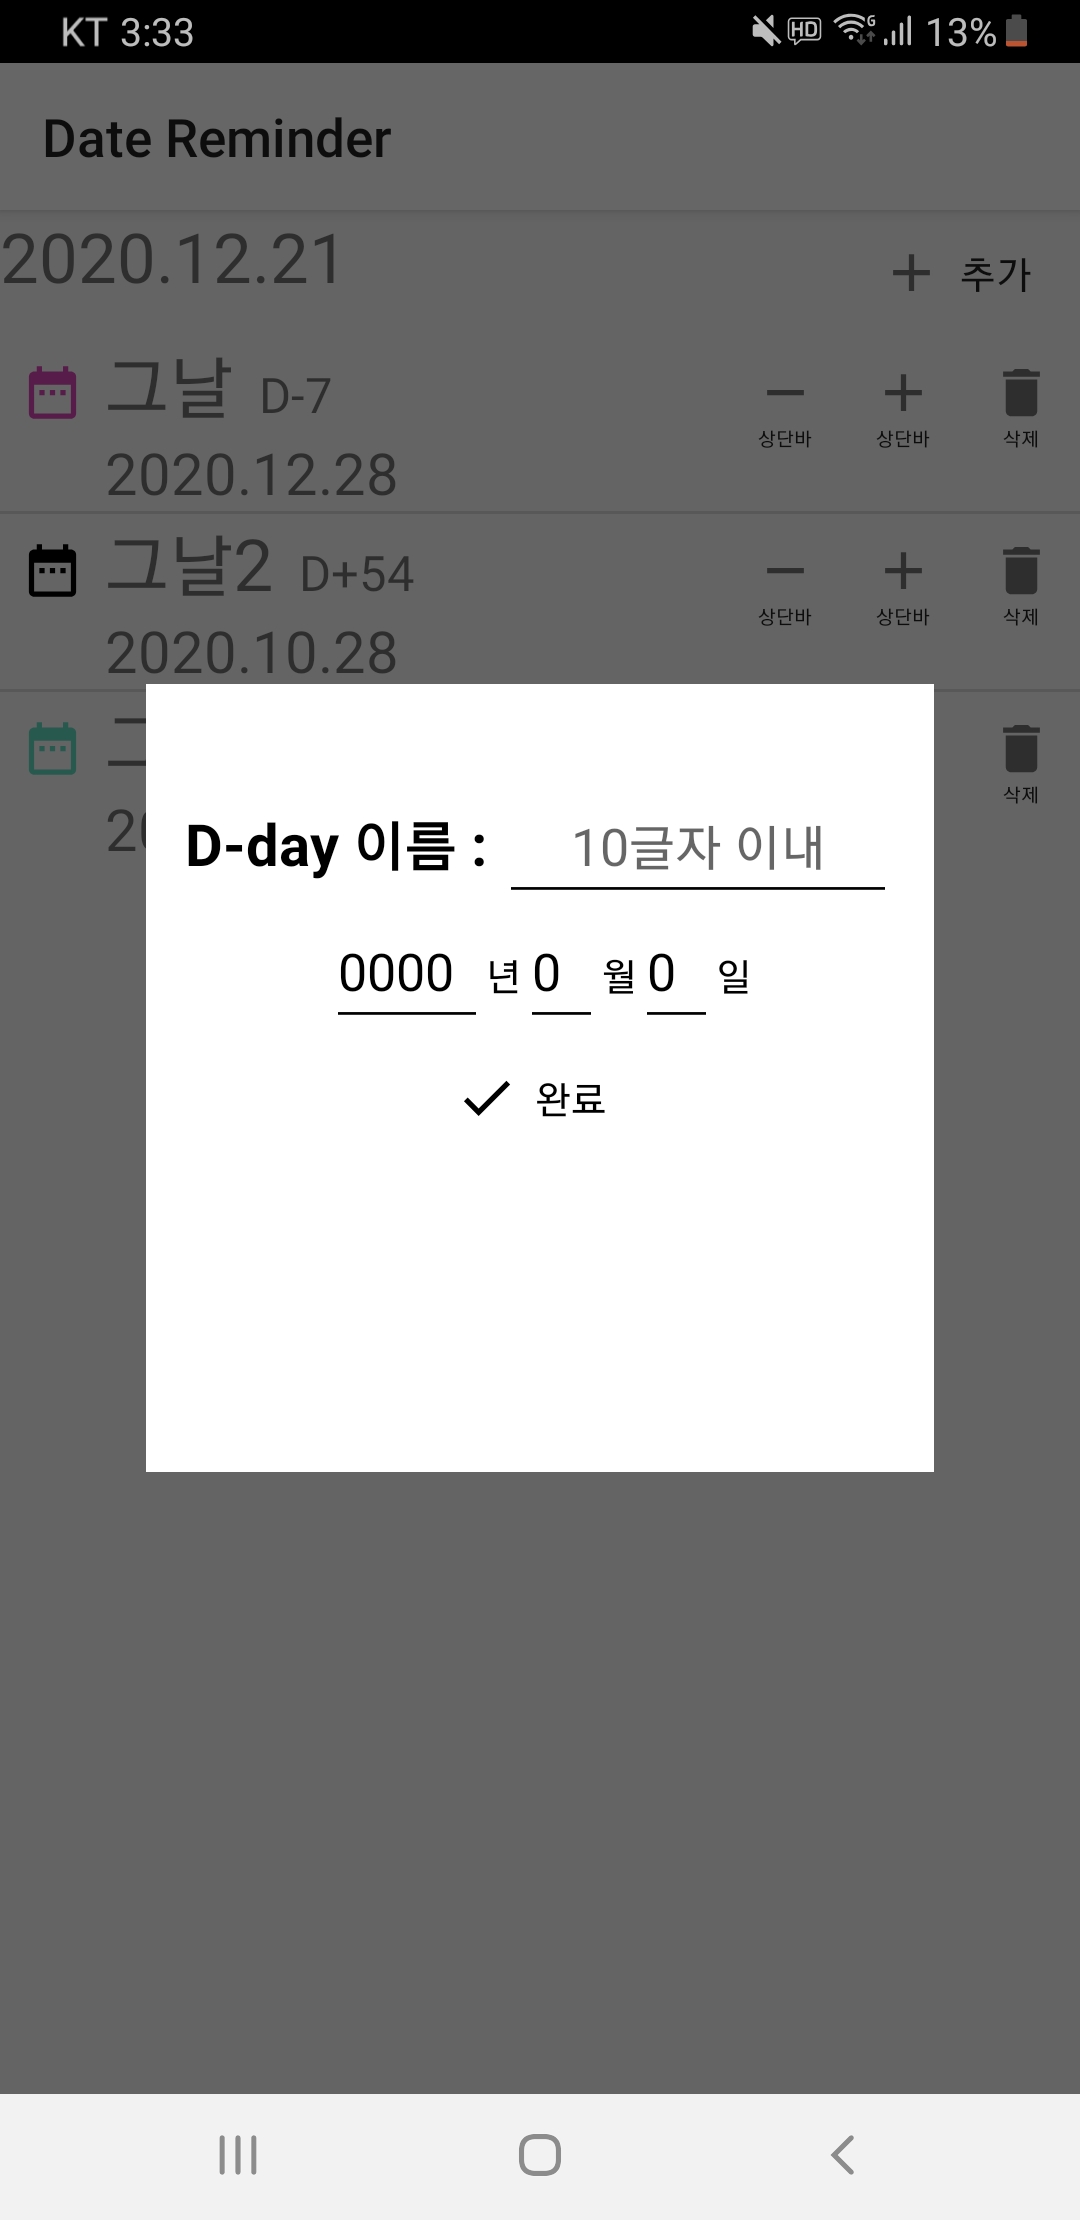 KT 3:33 HD 13%
Date Reminder
2020.12.21
추가
그날 D-7
상단바 상단바 삭제
2020.12.28
그날2 D+54
상단바 상단바 삭제
2020.10.28
삭제
D-day 이름 : 10글자 이내
0000 년 0 월 0 일
완료